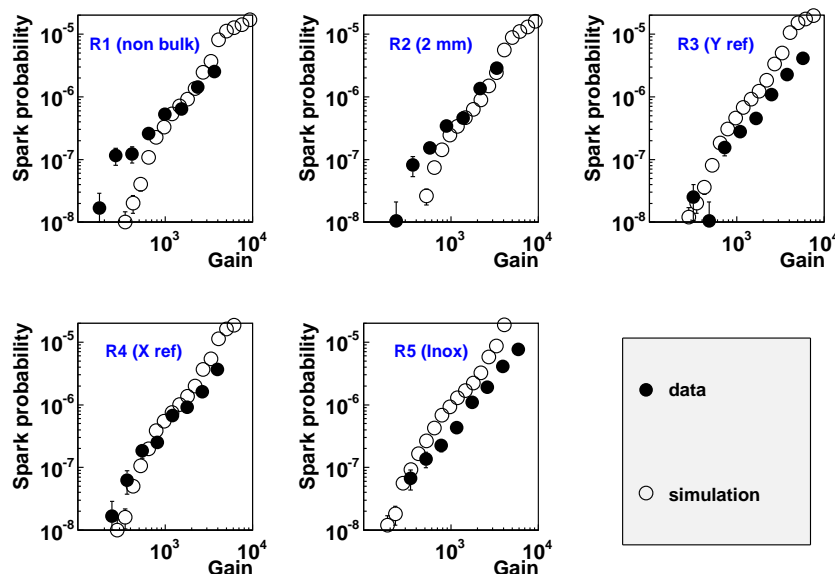 Spark probability
10^-5
10^-6
10^-7
10^-8
R1 (non bulk)
10^3
10^4
Gain
Spark probability
10^-5
10^-6
10^-7
10^-8
R2 (2 mm)
10^3
10^4
Gain
Spark probability
10^-5
10^-6
10^-7
10^-8
R3 (Y ref)
10^3
10^4
Gain
Spark probability
10^-5
10^-6
10^-7
10^-8
R4 (X ref)
10^3
10^4
Gain
Spark probability
10^-5
10^-6
10^-7
10^-8
R5 (Inox)
10^3
10^4
Gain
data
simulation